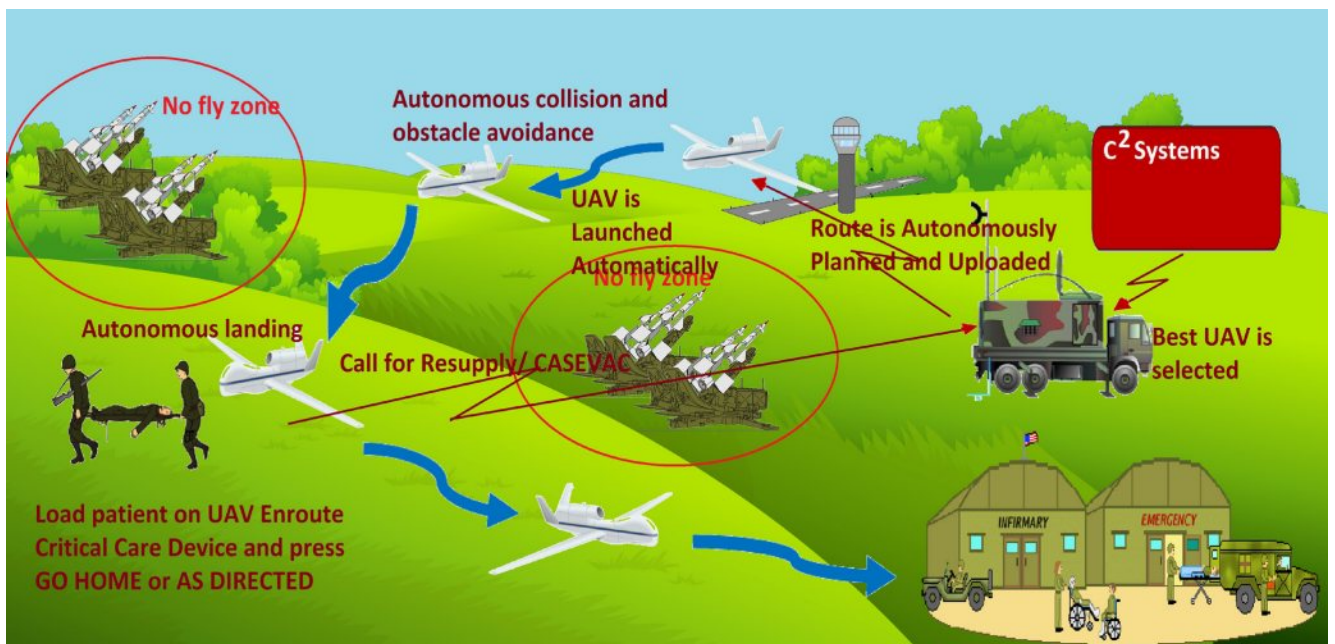 No fly zone
Autonomous collision and
obstacle avoidance
C² Systems
UAV is
Launched
Automatically
Route is Autonomously
Planned and Uploaded
No fly zone
Autonomous landing
Call for Resupply/ CASEVAC
Best UAV is
selected
Load patient on UAV Enroute
Critical Care Device and press
GO HOME or AS DIRECTED
INFIRMARY
EMERGENCY